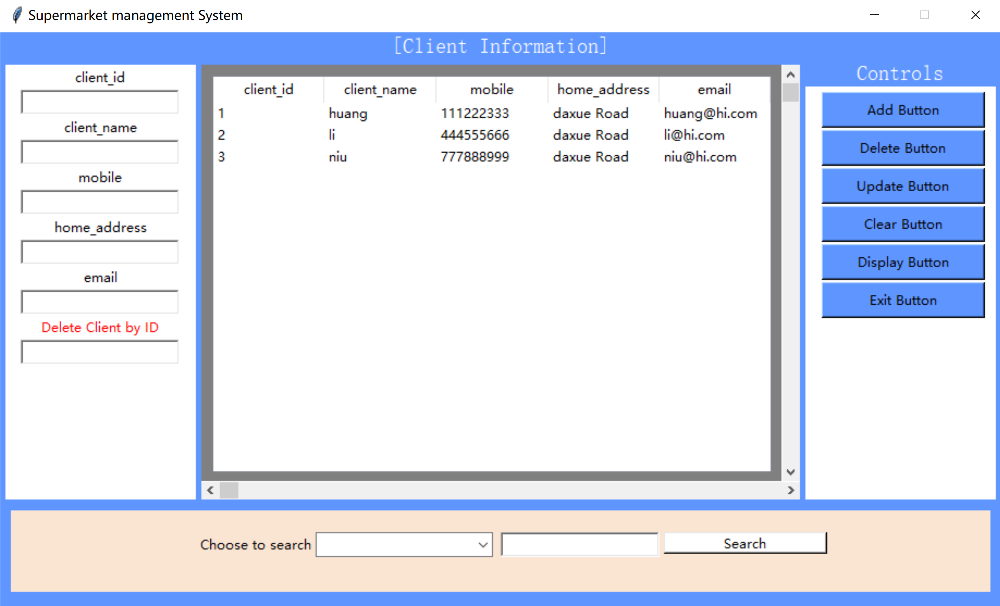 Supermarket management System
[Client Information]
client_id
client_name
mobile
home_address
email
Delete Client by ID
client_id client_name mobile home_address email
1 huang 111222333 daxue Road huang@hi.com
2 li 444555666 daxue Road li@hi.com
3 niu 777888999 daxue Road niu@hi.com
Controls
Add Button
Delete Button
Update Button
Clear Button
Display Button
Exit Button
Choose to search Search